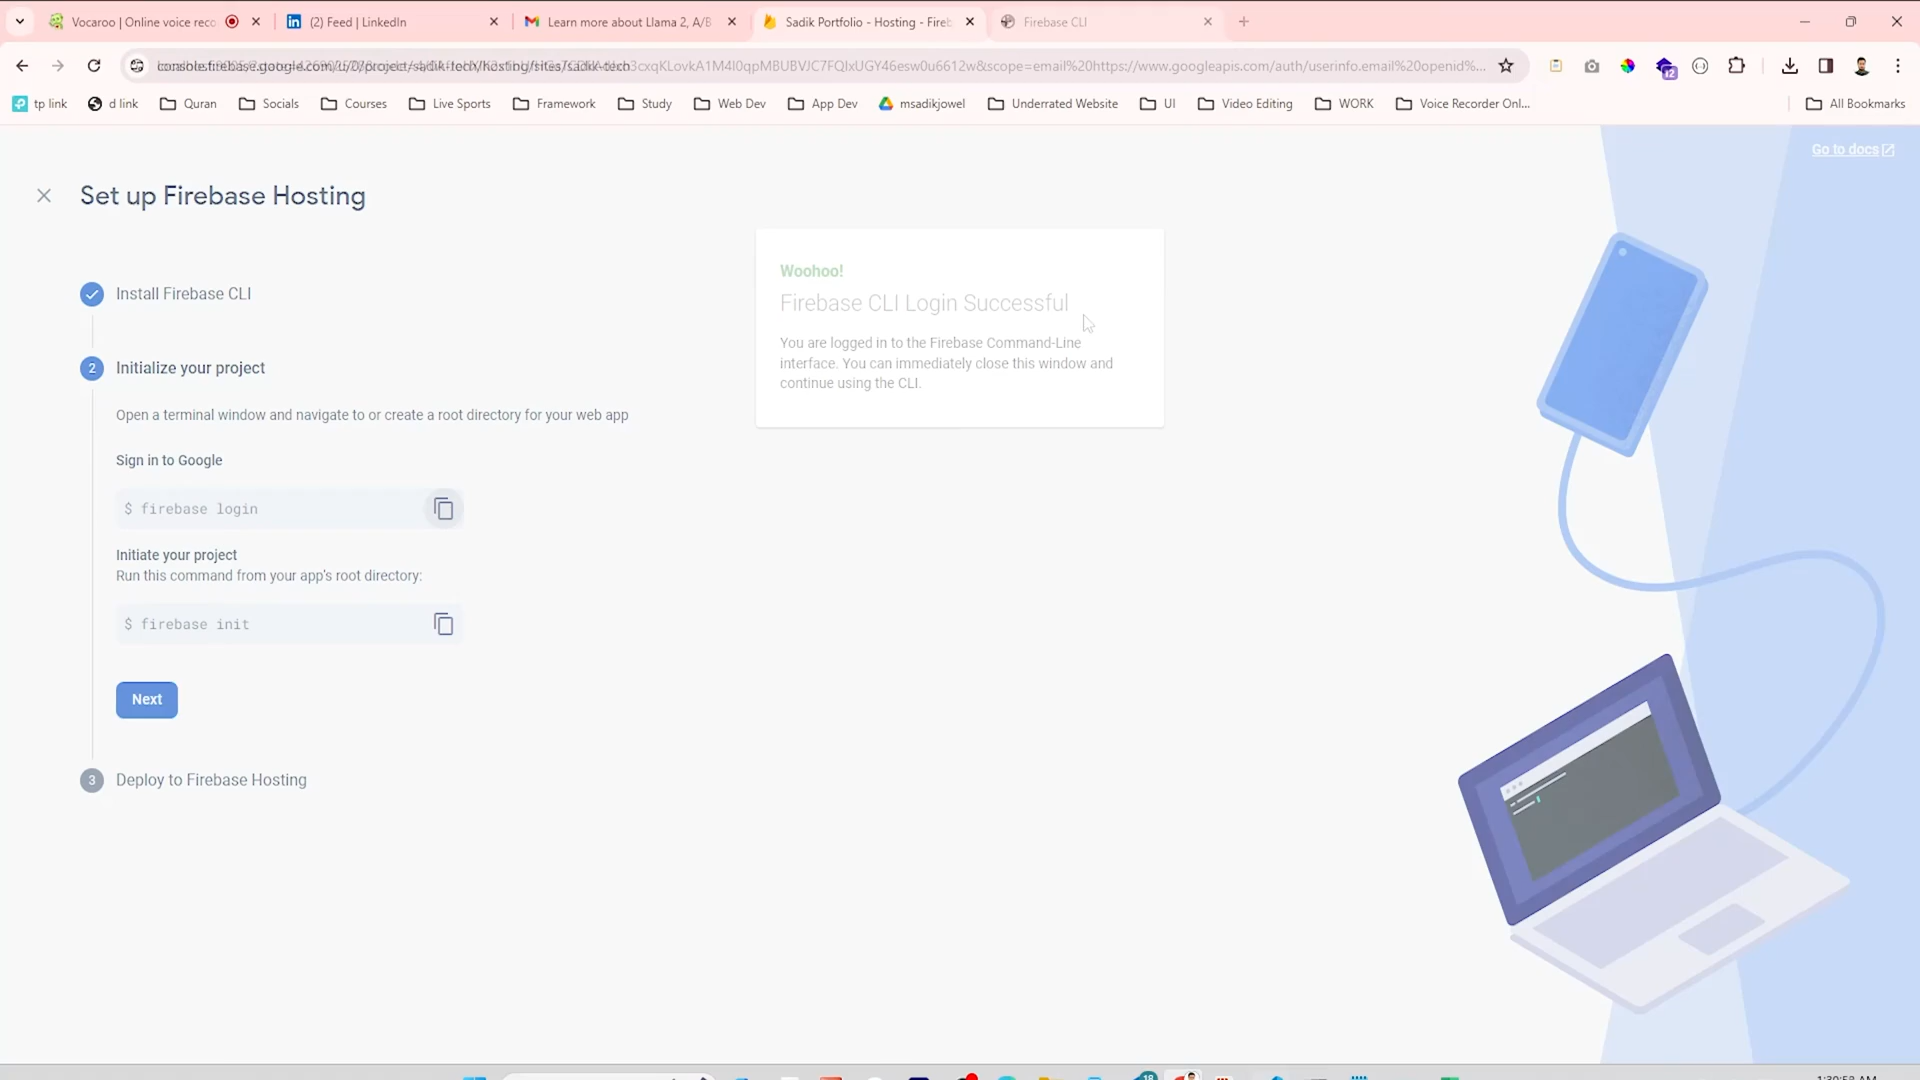 Vocaroo | Online voice reco
(2) Feed | LinkedIn
Learn more about Llama 2, A/B
Sadik Portfolio - Hosting - Fireb
Firebase CLI
tp link
d link
Quran
Socials
Courses
Live Sports
Framework
Study
Web Dev
App Dev
msadikjowel
Underrated Website
UI
Video Editing
WORK
Voice Recorder Onl...
All Bookmarks
Go to docs
Set up Firebase Hosting
Woohoo!
Firebase CLI Login Successful
You are logged in to the Firebase Command-Line
interface. You can immediately close this window and
continue using the CLI.
Install Firebase CLI
2 Initialize your project
Open a terminal window and navigate to or create a root directory for your web app
Sign in to Google
$ firebase login
Initiate your project
Run this command from your app's root directory:
$ firebase init
Next
3 Deploy to Firebase Hosting